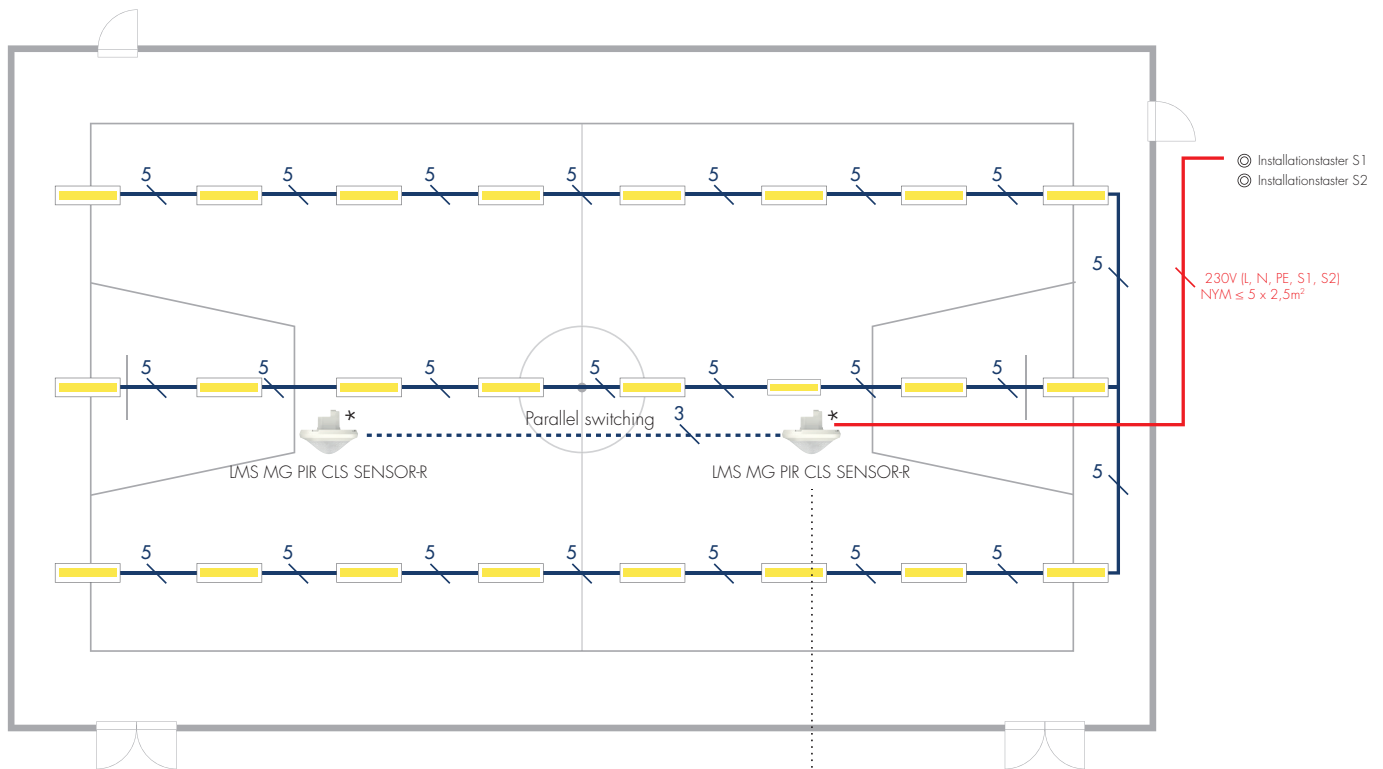 5 5 5 5 5 5 5
Installationstaster S1
Installationstaster S2
5
230V (L, N, PE, S1, S2)
NYM ≤ 5 x 2,5m²
5 5 5 5 5 5 5
* Parallel switching 3 *
LMS MG PIR CLS SENSOR-R LMS MG PIR CLS SENSOR-R
5
5 5 5 5 5 5 5